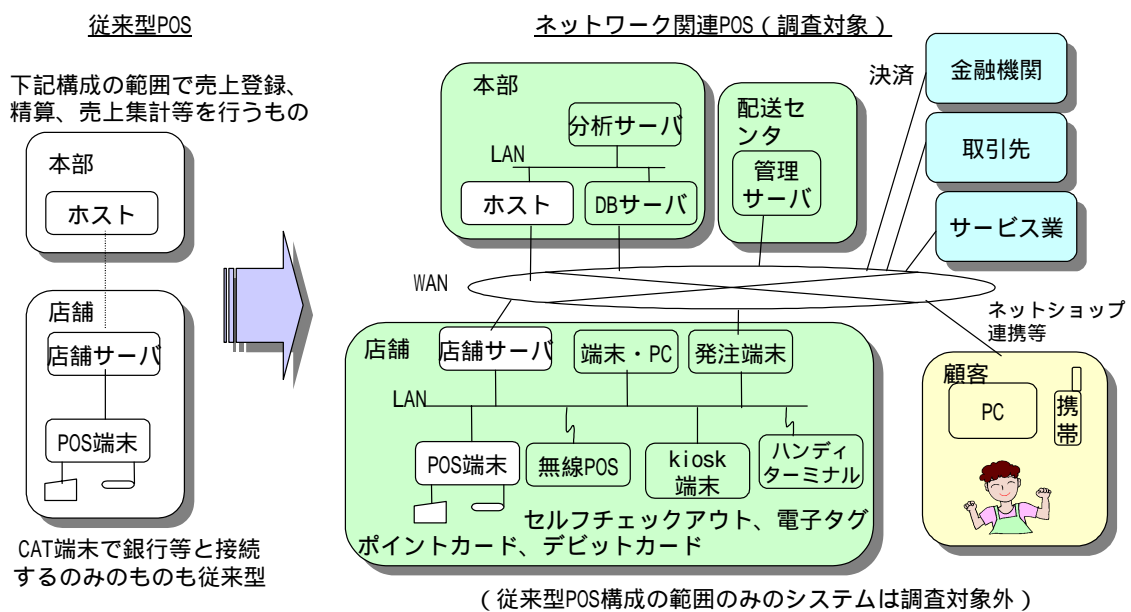 従来型POS
下記構成の範囲で売上登録、
精算、売上集計等を行うもの
本部
ホスト
店舗
店舗サーバ
POS端末
CAT端末で銀行等と接続
するのみのものも従来型
ネットワーク関連POS(調査対象)
本部
分析サーバ
LAN
ホスト
DBサーバ
配送セ
ンタ
管理
サーバ
決済
金融機関
取引先
サービス業
WAN
ネットショップ
連携等
店舗
店舗サーバ
端末・PC
発注端末
LAN
POS端末
無線POS
kiosk
端末
ハンディ
ターミナル
セルフチェックアウト、電子タグ
ポイントカード、デビットカード
顧客
PC
携
帯
(従来型POS構成の範囲のみのシステムは調査対象外)